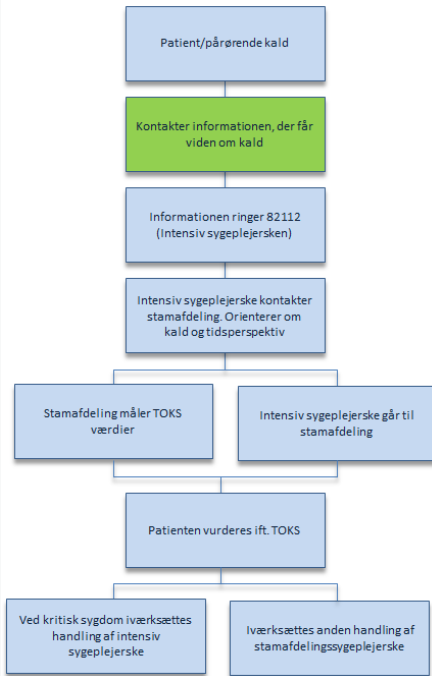 Patient/pårørende kald
Kontakter informationen, der får
viden om kald
Informationen ringer 82112
(Intensiv sygeplejersken)
Intensiv sygeplejerske kontakter
stamafdeling. Orienterer om
kald og tidsperspektiv
Stamafdeling måler TOKS
værdier
Intensiv sygeplejerske går til
stamafdeling
Patienten vurderes ift. TOKS
Ved kritisk sygdom iværksættes
handling af intensiv
sygeplejerske
Iværksættes anden handling af
stamafdelingssygeplejerske